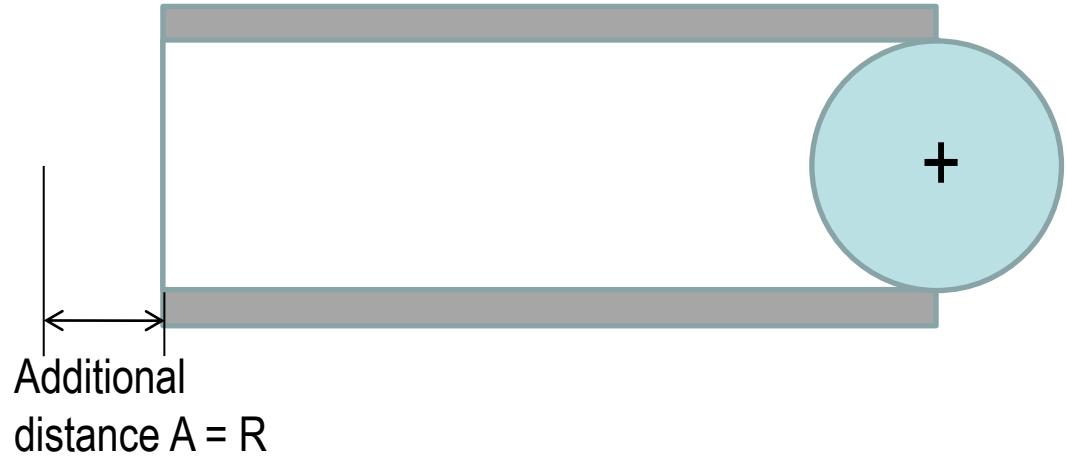 +
Additional
distance A = R